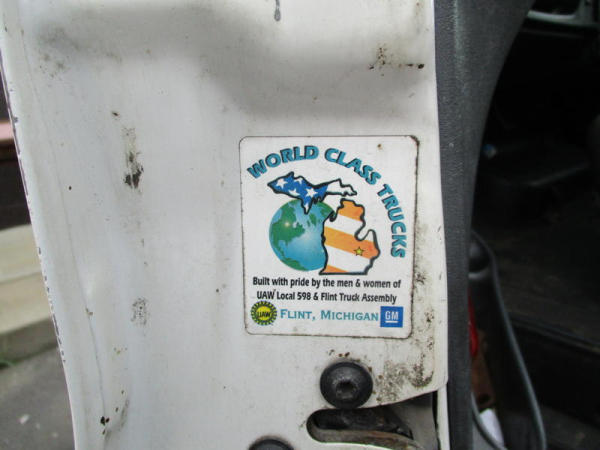 WORLD CLASS TRUCKS
Built with pride by the men & women of
UAW Local 598 & Flint Truck Assembly
UAW FLINT, MICHIGAN GM